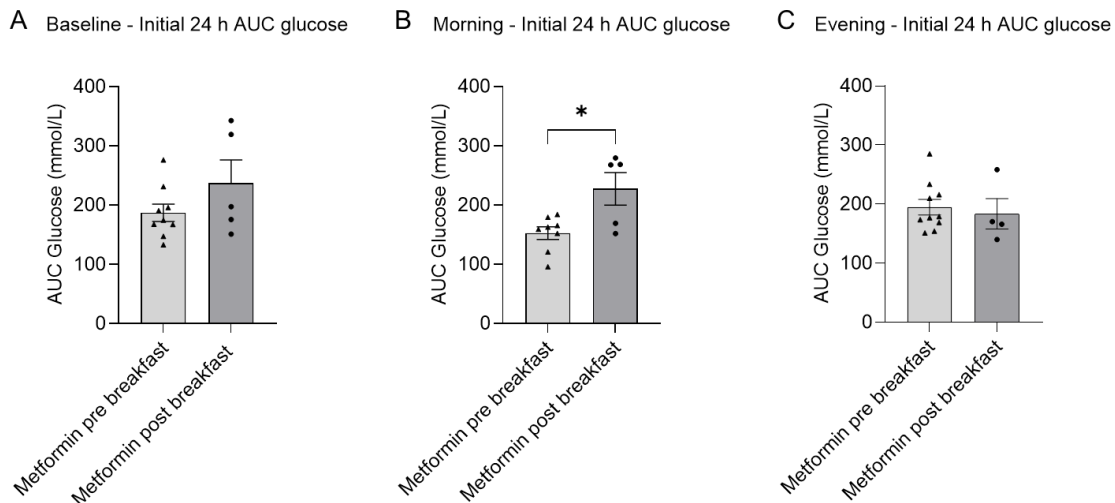 A Baseline - Initial 24 h AUC glucose
AUC Glucose (mmol/L)
400
300
200
100
0
Metformin pre breakfast
Metformin post breakfast
B Morning - Initial 24 h AUC glucose
AUC Glucose (mmol/L)
400
300
200
100
0
*
Metformin pre breakfast
Metformin post breakfast
C Evening - Initial 24 h AUC glucose
AUC Glucose (mmol/L)
400
300
200
100
0
Metformin pre breakfast
Metformin post breakfast